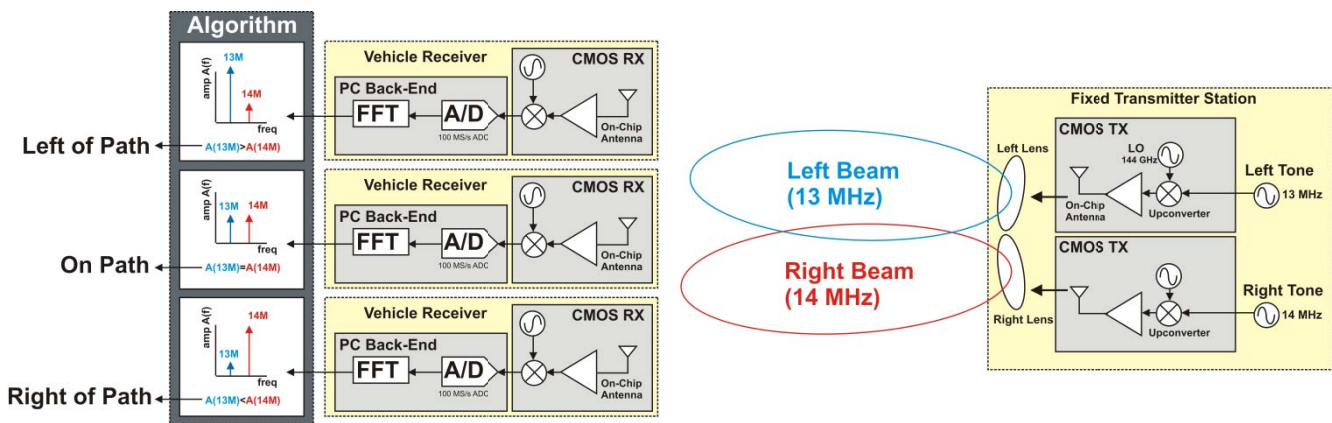 Algorithm
amp A(f)
13M
14M
freq
A(13M)>A(14M)
Left of Path
Vehicle Receiver
PC Back-End
FFT
A/D
100 MS/s ADC
CMOS RX
On-Chip
Antenna
amp A(f)
13M
14M
freq
A(13M)=A(14M)
On Path
Vehicle Receiver
PC Back-End
FFT
A/D
100 MS/s ADC
CMOS RX
On-Chip
Antenna
amp A(f)
14M
13M
freq
A(13M)<A(14M)
Right of Path
Vehicle Receiver
PC Back-End
FFT
A/D
100 MS/s ADC
CMOS RX
On-Chip
Antenna
Left Beam
(13 MHz)
Right Beam
(14 MHz)
Fixed Transmitter Station
Left Lens
CMOS TX
LO
144 GHz
On-Chip
Antenna
Upconverter
Left Tone
13 MHz
CMOS TX
Right Lens
Upconverter
Right Tone
14 MHz